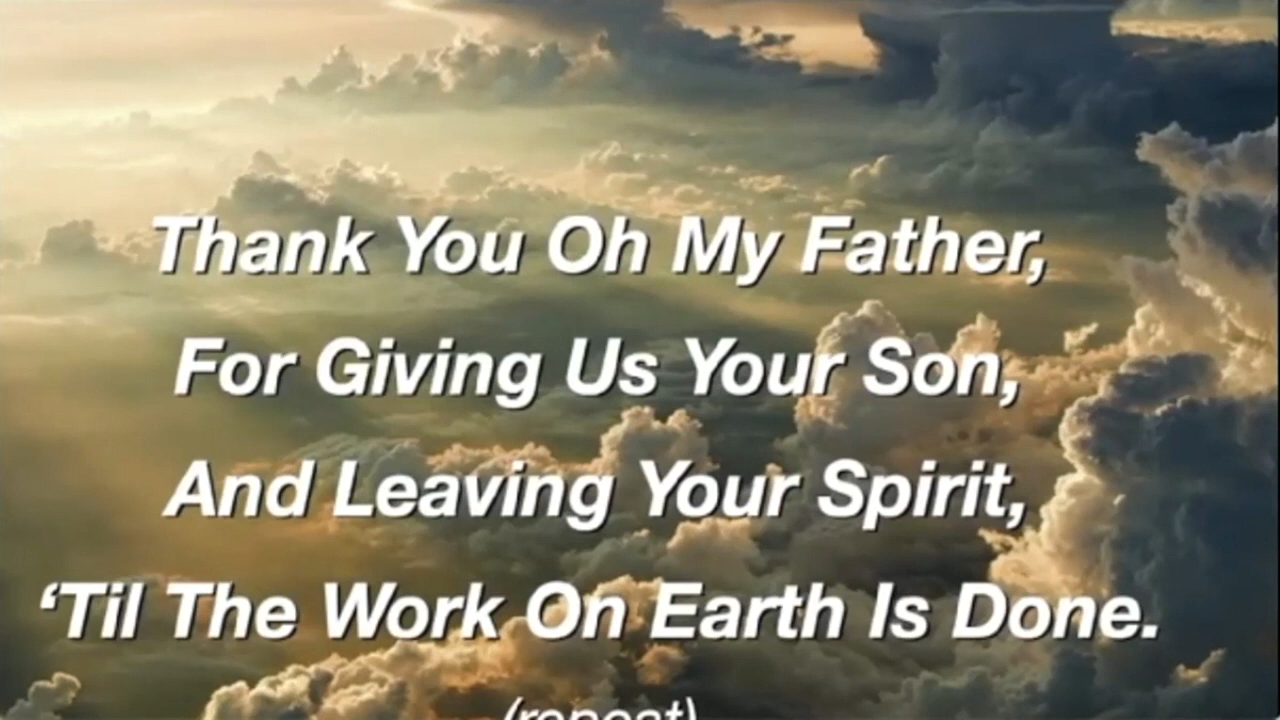 Thank You Oh My Father,
For Giving Us Your Son,
And Leaving Your Spirit,
‘Til The Work On Earth Is Done.
(repeat)